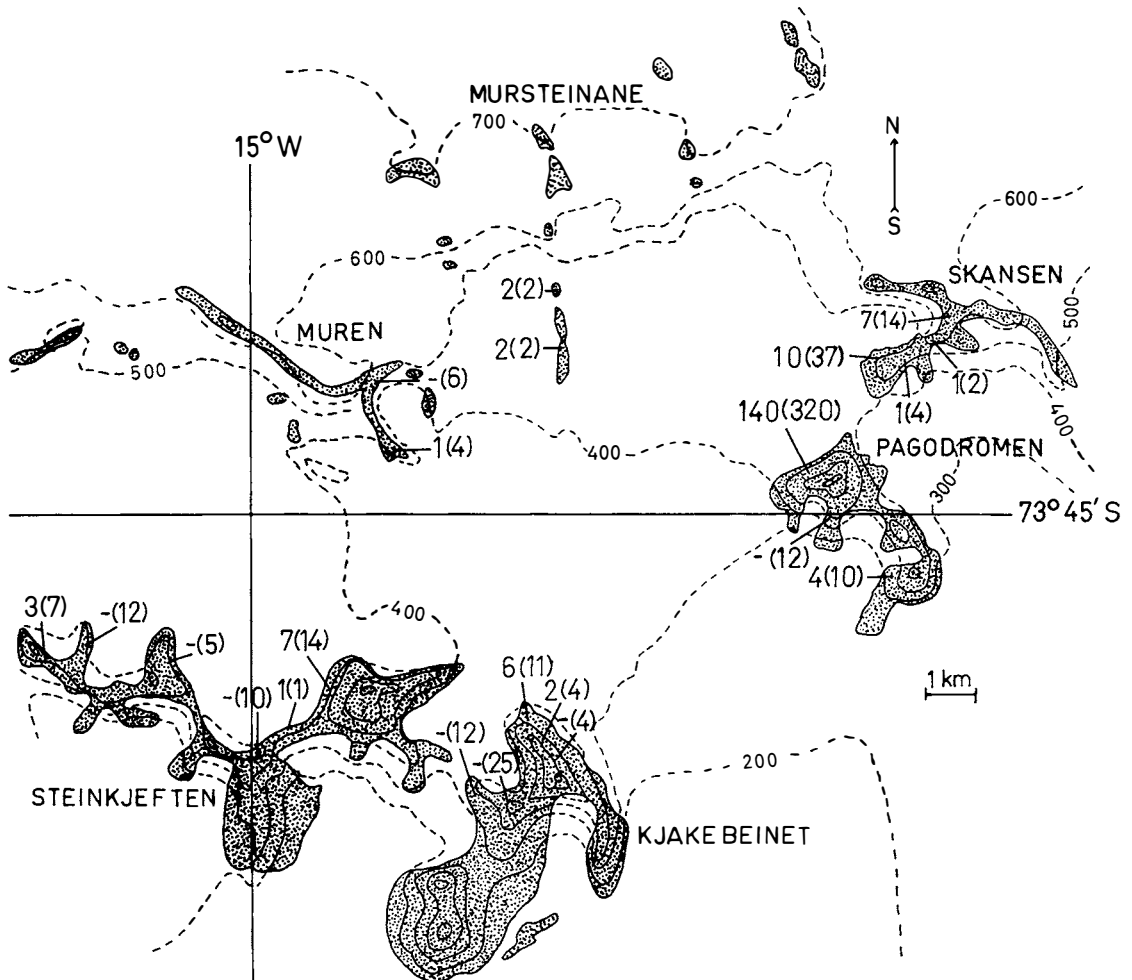 MURSTEINANE
700
15° W
N
S
600
600
SKANSEN
2(2)
500
MUREN
7(14)
2(2)
10(37)
500
-(6)
1(2)
1(4)
140(320)
400
PAGODROMEN
1(4)
400
300
73° 45' S
-(12)
4(10)
3(7)
-(12)
400
-(5)
7(14)
6(11)
1 km
2(4)
-(10)
1(1)
-(4)
-(12)
-(25)
200
STEINKJEFTEN
KJAKEBEINET